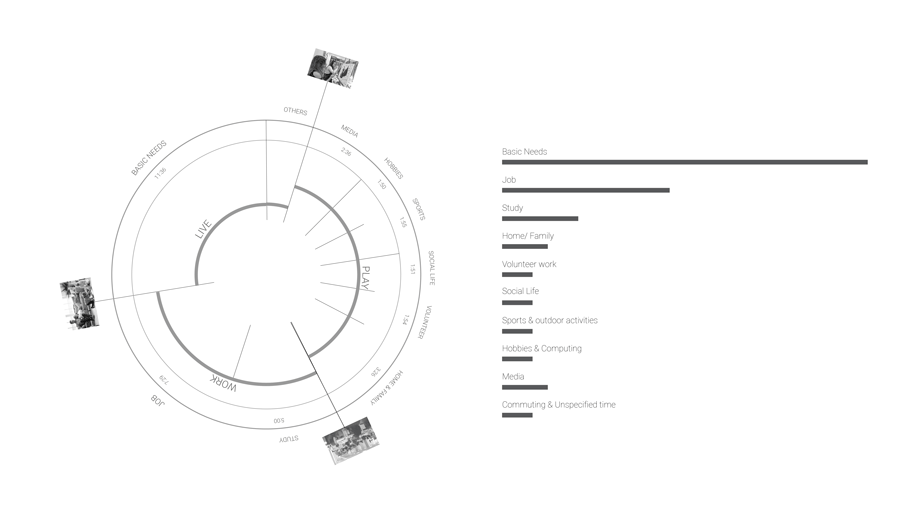 OTHERS
MEDIA
2:36
HOBBIES
1:50
SPORTS
1:55
SOCIAL LIFE
1:51
VOLUNTEER
1:54
HOME & FAMILY
3:26
STUDY
5:00
JOB
7:29
BASIC NEEDS
11:36
LIVE
PLAY
WORK
Basic Needs
Job
Study
Home/ Family
Volunteer work
Social Life
Sports & outdoor activities
Hobbies & Computing
Media
Commuting & Unspecified time